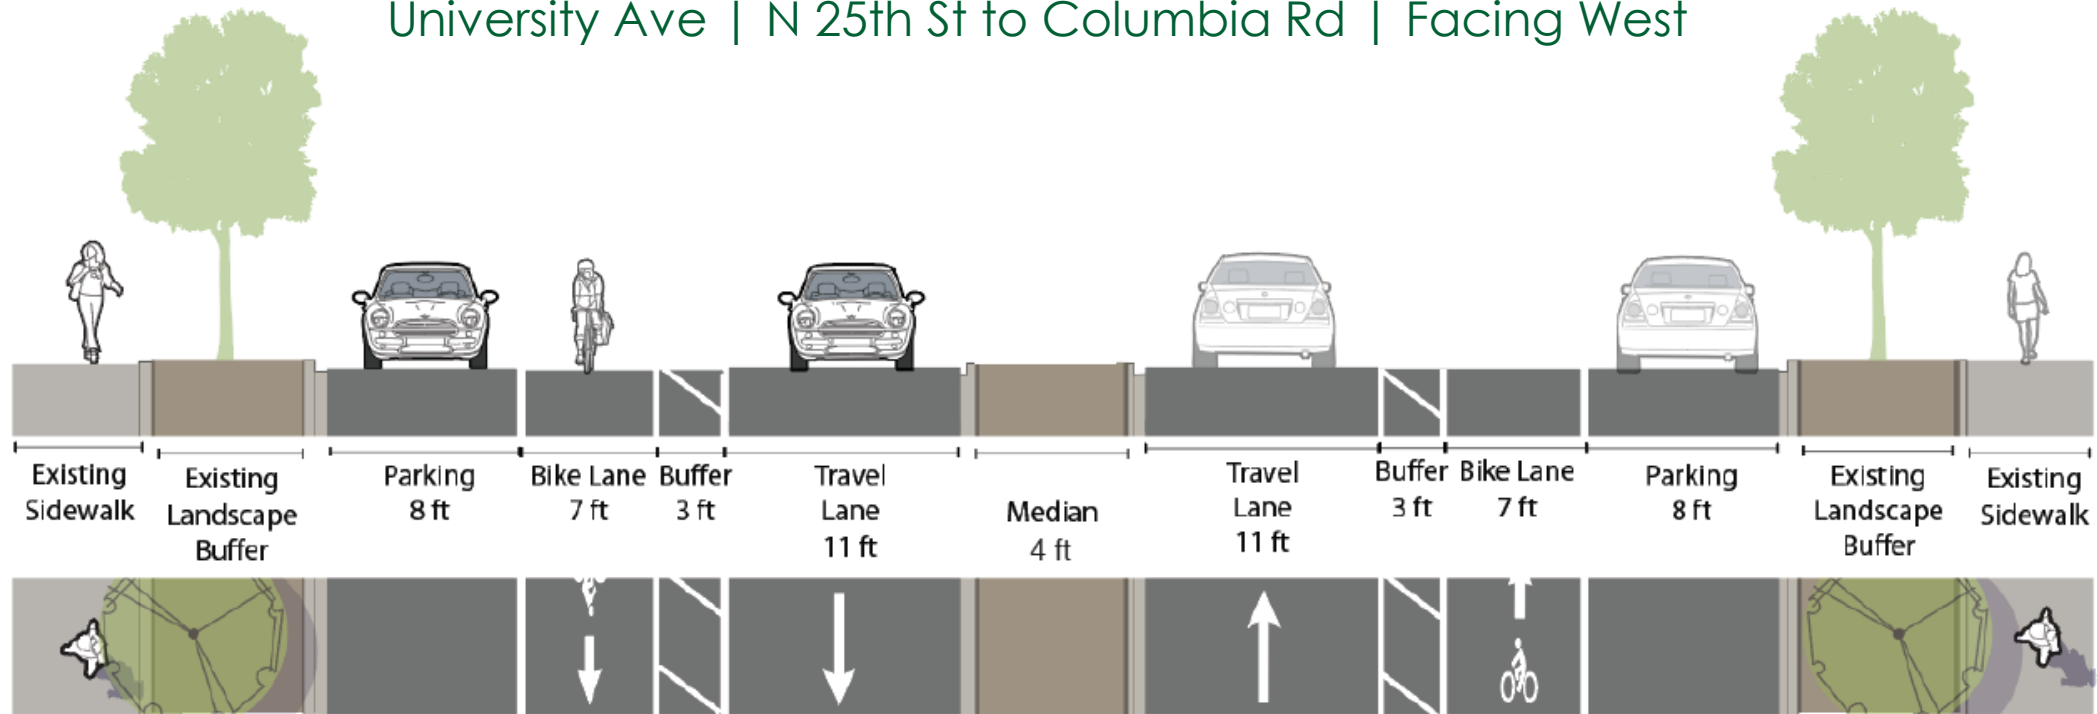 University Ave | N 25th St to Columbia Rd | Facing West
Existing
Sidewalk
Existing
Landscape
Buffer
Parking
8 ft
Bike Lane
7 ft
Buffer
3 ft
Travel
Lane
11 ft
Median
4 ft
Travel
Lane
11 ft
Buffer
3 ft
Bike Lane
7 ft
Parking
8 ft
Existing
Landscape
Buffer
Existing
Sidewalk